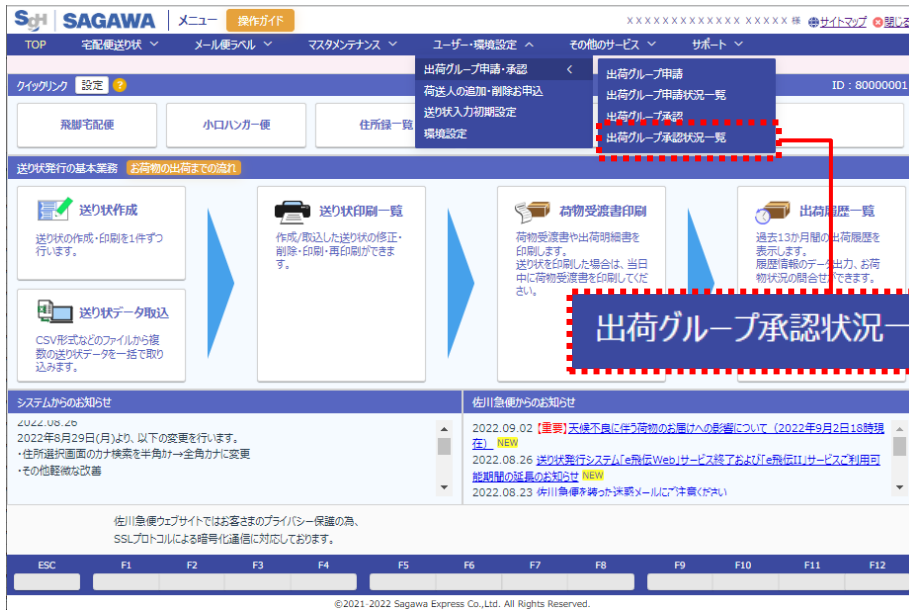 SGH SAGAWA メニュー 操作ガイド XXXXXXXXXXXXX XXXXX 様 サイトマップ 閉じる
TOP 宅配便送り状 メール便ラベル マスタメンテナンス ユーザー・環境設定 その他のサービス サポート
出荷グループ申請・承認 <
荷送人の追加・削除お申込
送り状入力初期設定
環境設定
出荷グループ申請
出荷グループ申請状況一覧
出荷グループ承認
出荷グループ承認状況一覧
クイックリンク 設定 ? ID : 80000001
飛脚宅配便 小口ハンガー便 住所録一覧
送り状発行の基本業務 お荷物の出荷までの流れ
送り状作成
送り状の作成・印刷を1件ずつ
行います。
送り状データ取込
CSV形式などのファイルから複
数の送り状データを一括で取り
込みます。
送り状印刷一覧
作成/取込した送り状の修正・
削除・印刷・再印刷ができま
す。
荷物受渡書印刷
荷物受渡書や出荷明細書を
印刷します。
送り状を印刷した場合は、当日
中に荷物受渡書を印刷してくだ
さい。
出荷履歴一覧
過去13か月間の出荷履歴を
表示します。
履歴情報のデータ出力、お荷
物状況の問合せができます。
出荷グループ承認状況一
システムからのお知らせ
2022.08.26
2022年8月29日(月)より、以下の変更を行います。
・住所選択画面のカナ検索を半角カナ→全角カナに変更
・その他軽微な改善
佐川急便からのお知らせ
2022.09.02 【重要】天候不良に伴う荷物のお届けへの影響について（2022年9月2日18時現
在） NEW
2022.08.26 送り状発行システム「e飛伝Web」サービス終了および「e飛伝II」サービスご利用可
能期間の延長のお知らせ NEW
2022.08.23 佐川急便を装った迷惑メールにご注意ください
佐川急便ウェブサイトではお客さまのプライバシー保護の為、
SSLプロトコルによる暗号化通信に対応しております。
ESC F1 F2 F3 F4 F5 F6 F7 F8 F9 F10 F11 F12
©2021-2022 Sagawa Express Co.,Ltd. All Rights Reserved.